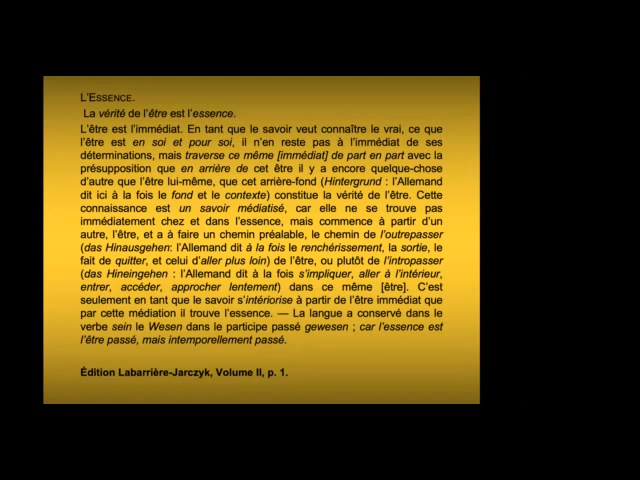 L'ESSENCE.
La vérité de l'être est l'essence.
L'être est l'immédiat. En tant que le savoir veut connaître le vrai, ce que
l'être est en soi et pour soi, il n'en reste pas à l'immédiat de ses
déterminations, mais traverse ce même [immédiat] de part en part avec la
présupposition que en arrière de cet être il y a encore quelque-chose
d'autre que l'être lui-même, que cet arrière-fond (Hintergrund : l'Allemand
dit ici à la fois le fond et le contexte) constitue la vérité de l'être. Cette
connaissance est un savoir médiatisé, car elle ne se trouve pas
immédiatement chez et dans l'essence, mais commence à partir d'un
autre, l'être, et a à faire un chemin préalable, le chemin de l'outrepasser
(das Hinausgehen: l'Allemand dit à la fois le renchérissement, la sortie, le
fait de quitter, et celui d'aller plus loin) de l'être, ou plutôt de l'intropasser
(das Hineingehen : l'Allemand dit à la fois s'impliquer, aller à l'intérieur,
entrer, accéder, approcher lentement) dans ce même [être]. C'est
seulement en tant que le savoir s'intériorise à partir de l'être immédiat que
par cette médiation il trouve l'essence. — La langue a conservé dans le
verbe sein le Wesen dans le participe passé gewesen ; car l'essence est
l'être passé, mais intemporellement passé.
Édition Labarrière-Jarczyk, Volume II, p. 1.